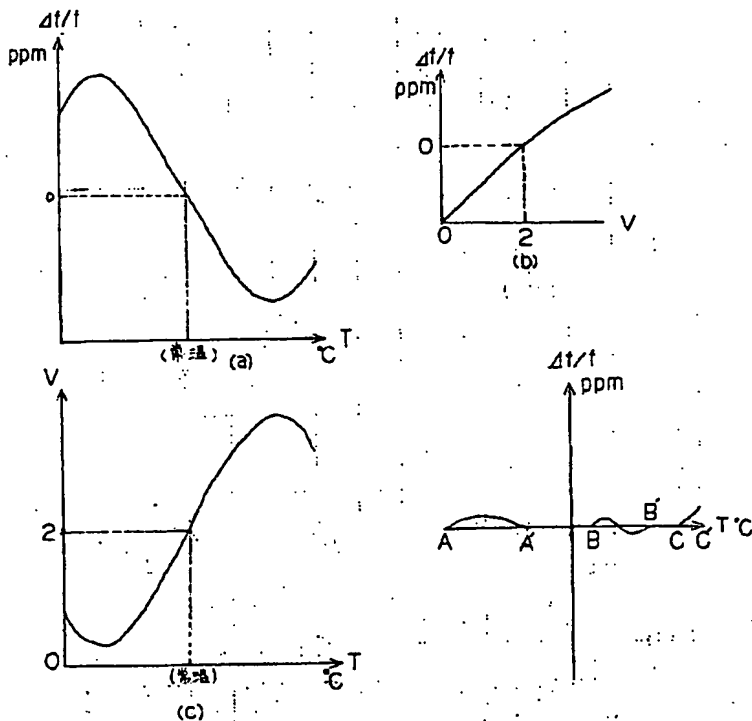 Δf/f
ppm
0
(常温) (a)
T
℃
Δf/f
ppm
0
0
2
V
(b)
V
2
0
(常温)
T
℃
(c)
Δf/f
ppm
A
A'
B
B'
C
C'
T ℃